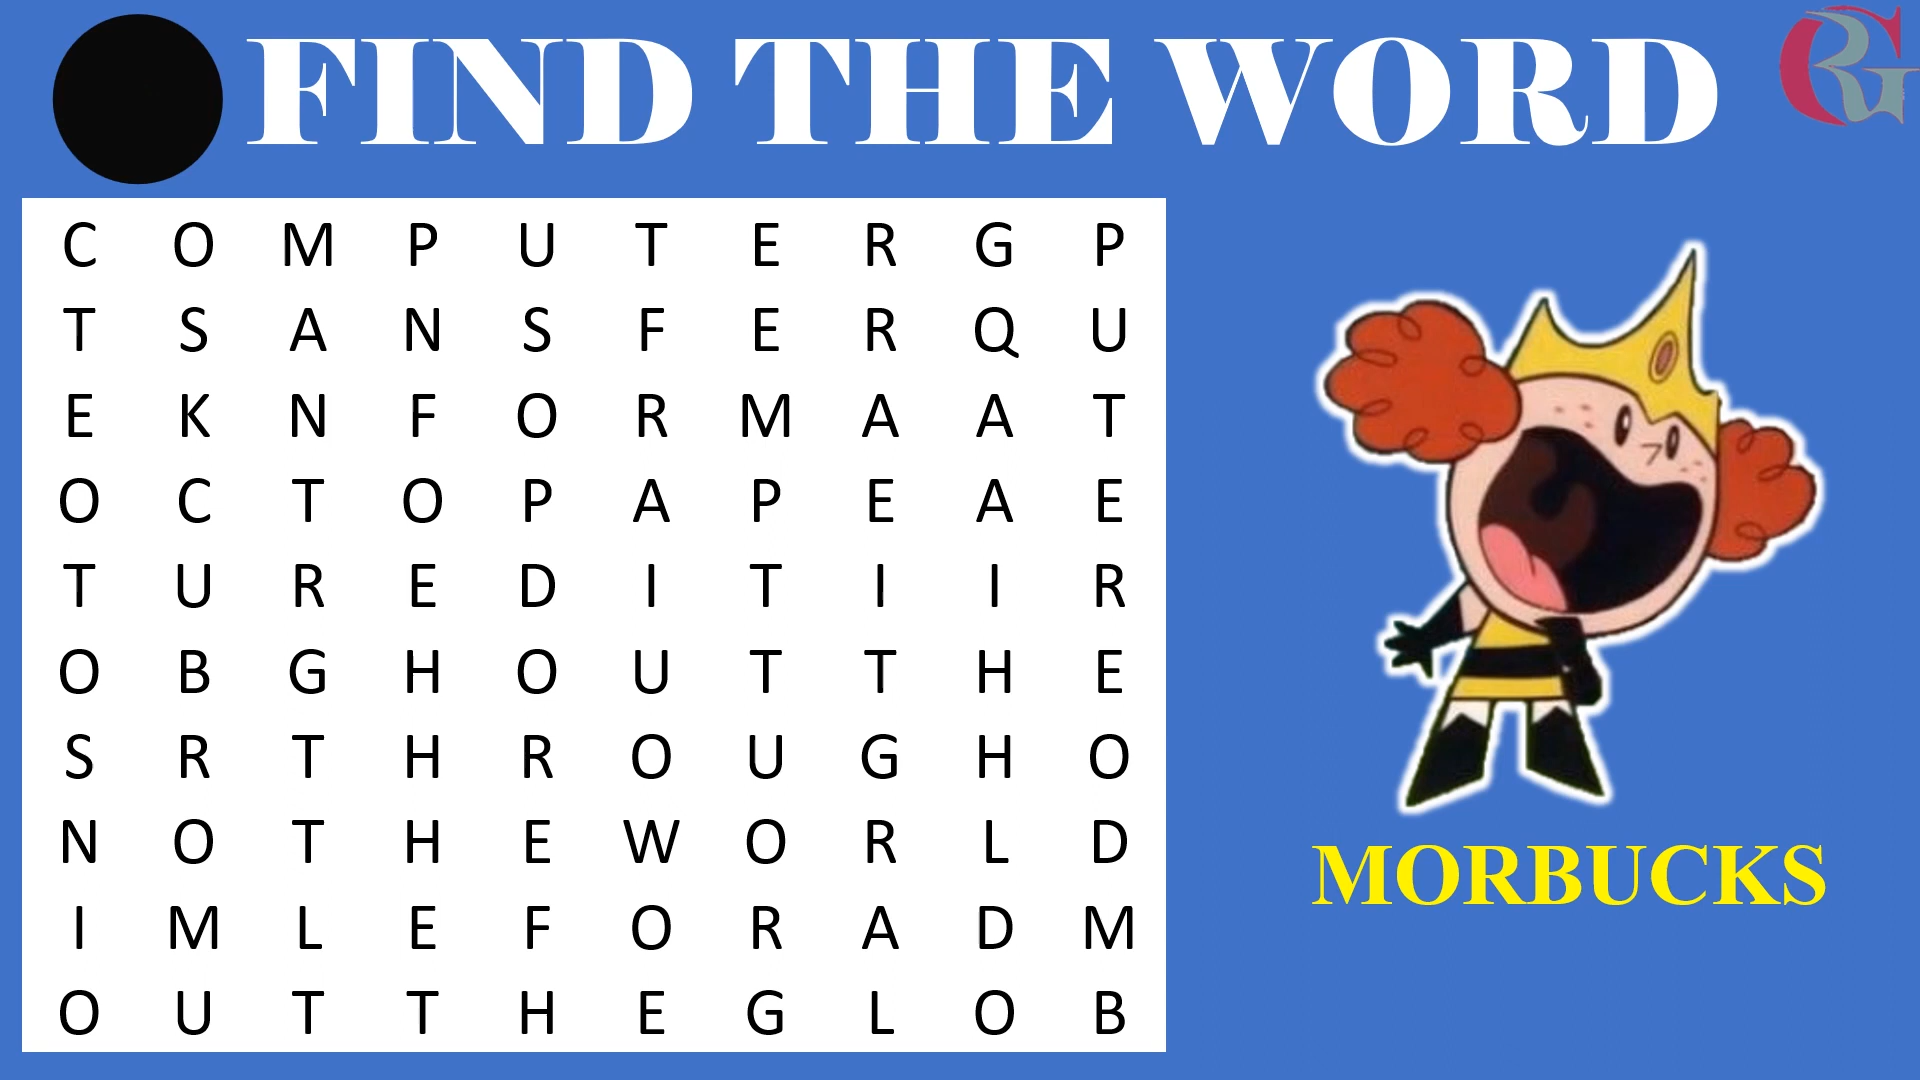 FIND THE WORD
C O M P U T E R G P
T S A N S F E R Q U
E K N F O R M A A T
O C T O P A P E A E
T U R E D I T I I R
O B G H O U T T H E
S R T H R O U G H O
N O T H E W O R L D
I M L E F O R A D M
O U T T H E G L O B
MORBUCKS